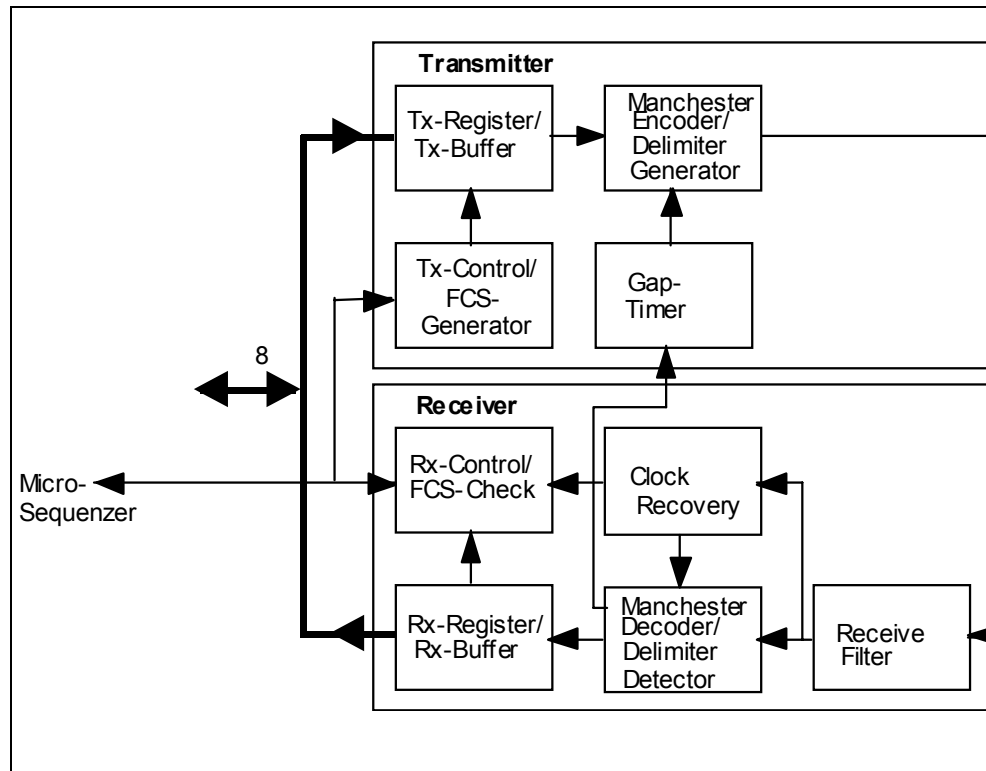 Transmitter
Tx-Register/
Tx-Buffer
Manchester
Encoder/
Delimiter
Generator
Tx-Control/
FCS-
Generator
Gap-
Timer
8
Receiver
Rx-Control/
FCS-Check
Clock
Recovery
Micro-
Sequenzer
Rx-Register/
Rx-Buffer
Manchester
Decoder/
Delimiter
Detector
Receive
Filter